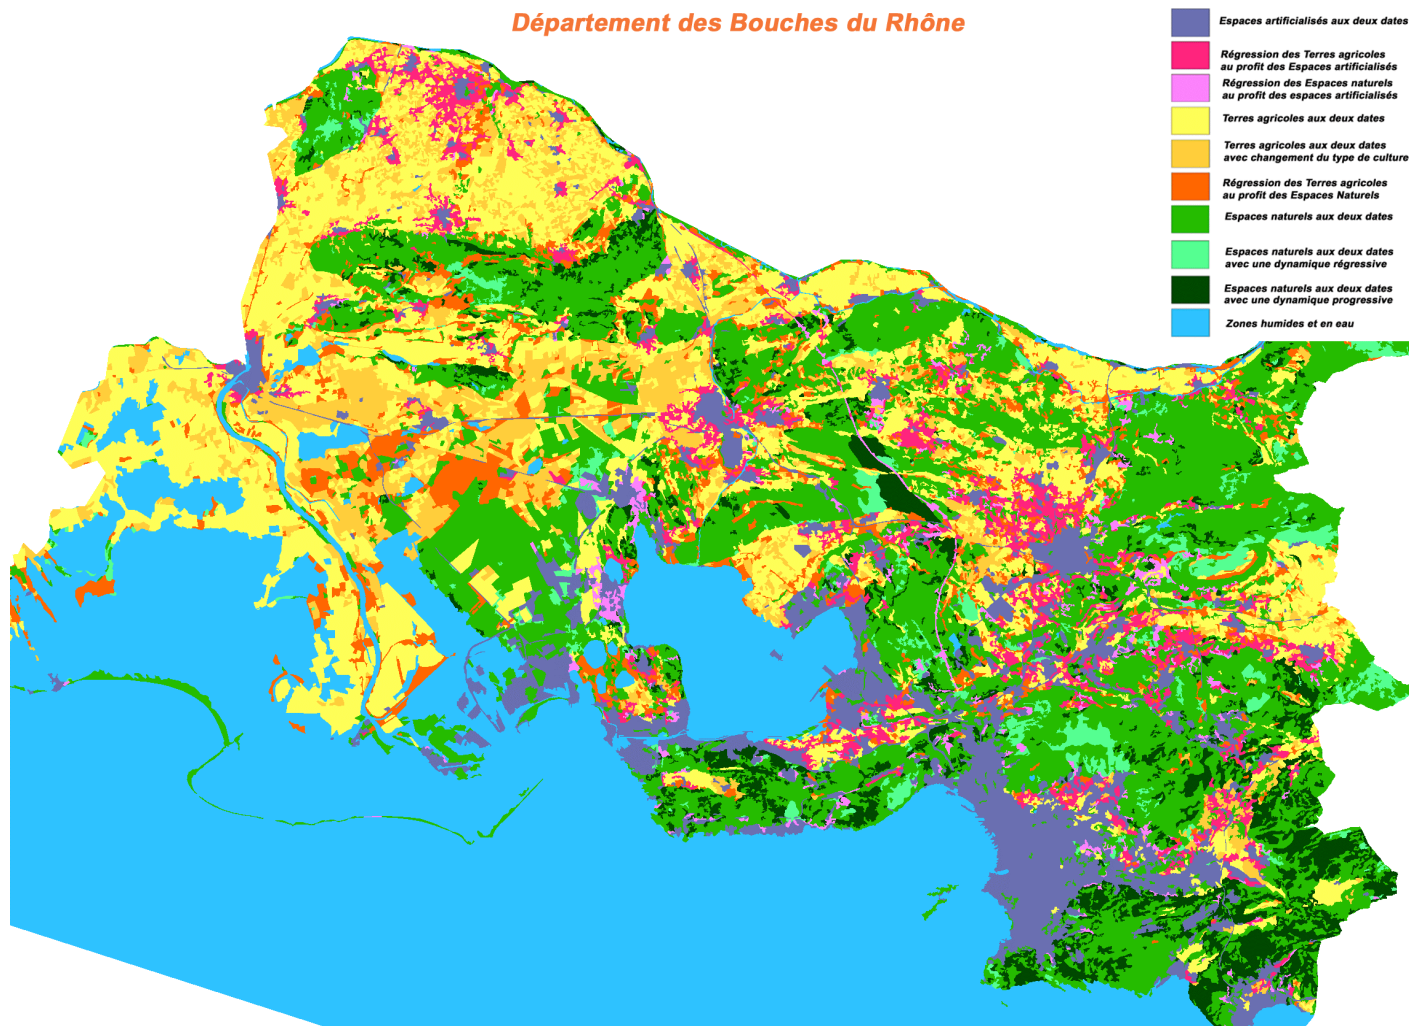 Département des Bouches du Rhône
Espaces artificialisés aux deux dates
Régression des Terres agricoles
au profit des Espaces artificialisés
Régression des Espaces naturels
au profit des espaces artificialisés
Terres agricoles aux deux dates
Terres agricoles aux deux dates
avec changement du type de culture
Régression des Terres agricoles
au profit des Espaces Naturels
Espaces naturels aux deux dates
Espaces naturels aux deux dates
avec une dynamique régressive
Espaces naturels aux deux dates
avec une dynamique progressive
Zones humides et en eau